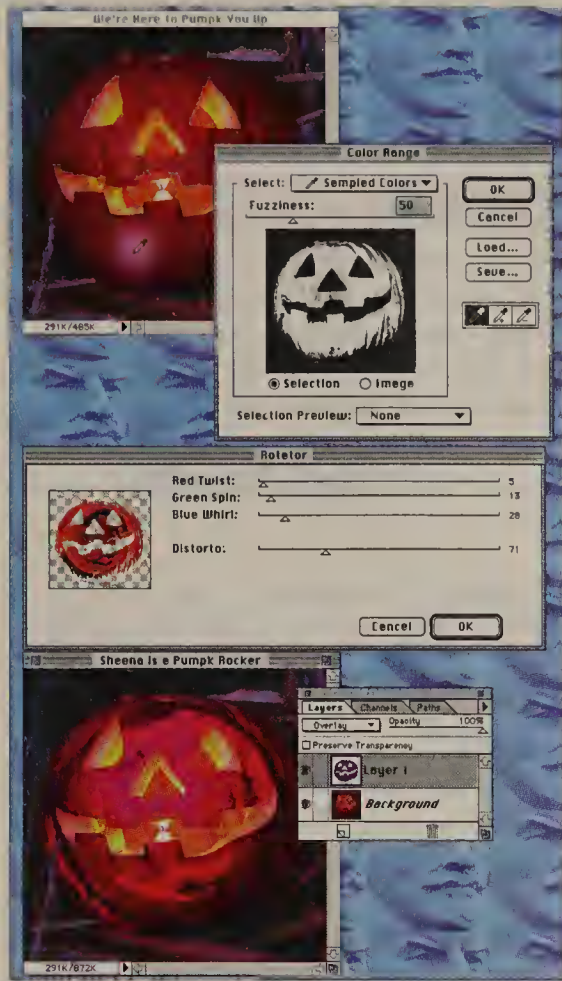 We're Here to Pumpk You Up
Color Range
Select: Sampled Colors
Fuzziness: 50
OK
Cancel
Load...
Save...
Selection Image
291K/485K
Selection Preview: None
Rotator
Red Twist: 5
Green Spin: 13
Blue Whirl: 28
Distorto: 71
Cancel OK
Sheena Is a Pumpk Rocker
Layers Channels Paths
Overlay Opacity 100%
Preserve Transparency
Layer 1
Background
291K/872K